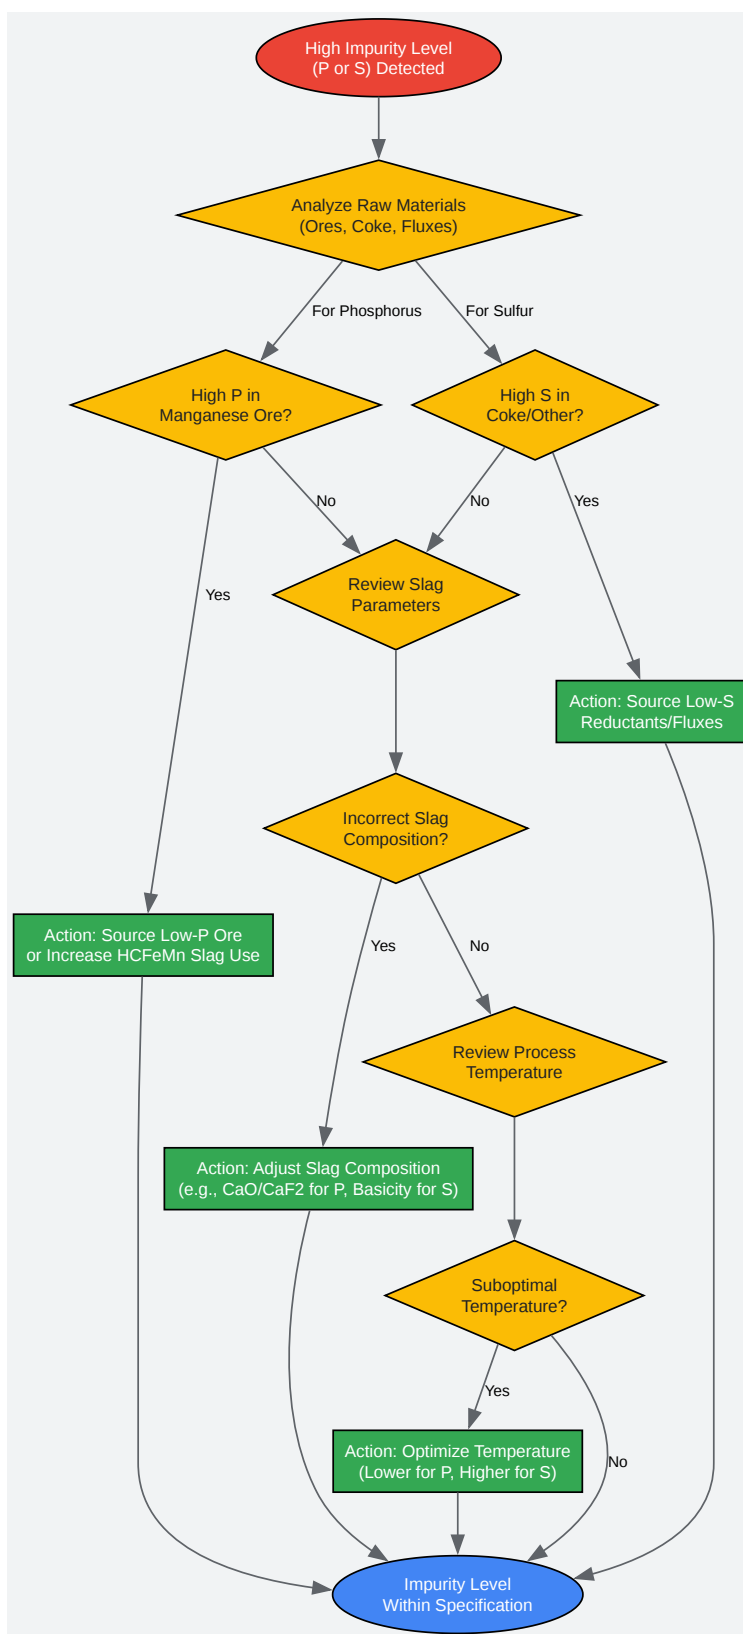 High Impurity Level
(P or S) Detected
Analyze Raw Materials
(Ores, Coke, Fluxes)
For Phosphorus
For Sulfur
High P in
Manganese Ore?
High S in
Coke/Other?
No
No
Yes
Review Slag
Parameters
Yes
Action: Source Low-S
Reductants/Fluxes
Incorrect Slag
Composition?
Action: Source Low-P Ore
or Increase HCFeMn Slag Use
Yes
No
Review Process
Temperature
Action: Adjust Slag Composition
(e.g., CaO/CaF2 for P, Basicity for S)
Suboptimal
Temperature?
Yes
Action: Optimize Temperature
(Lower for P, Higher for S)
No
Impurity Level
Within Specification